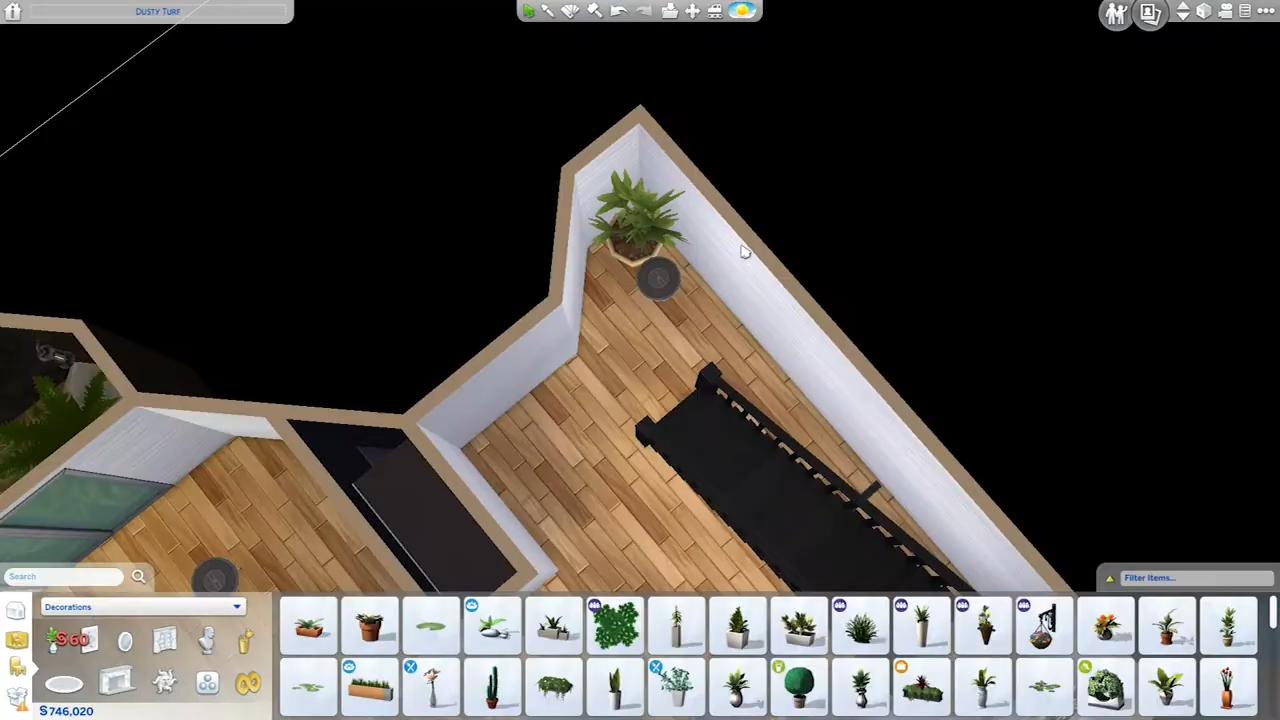 DUSTY TURF
Search
Filter Items...
Decorations
$60
$746,020